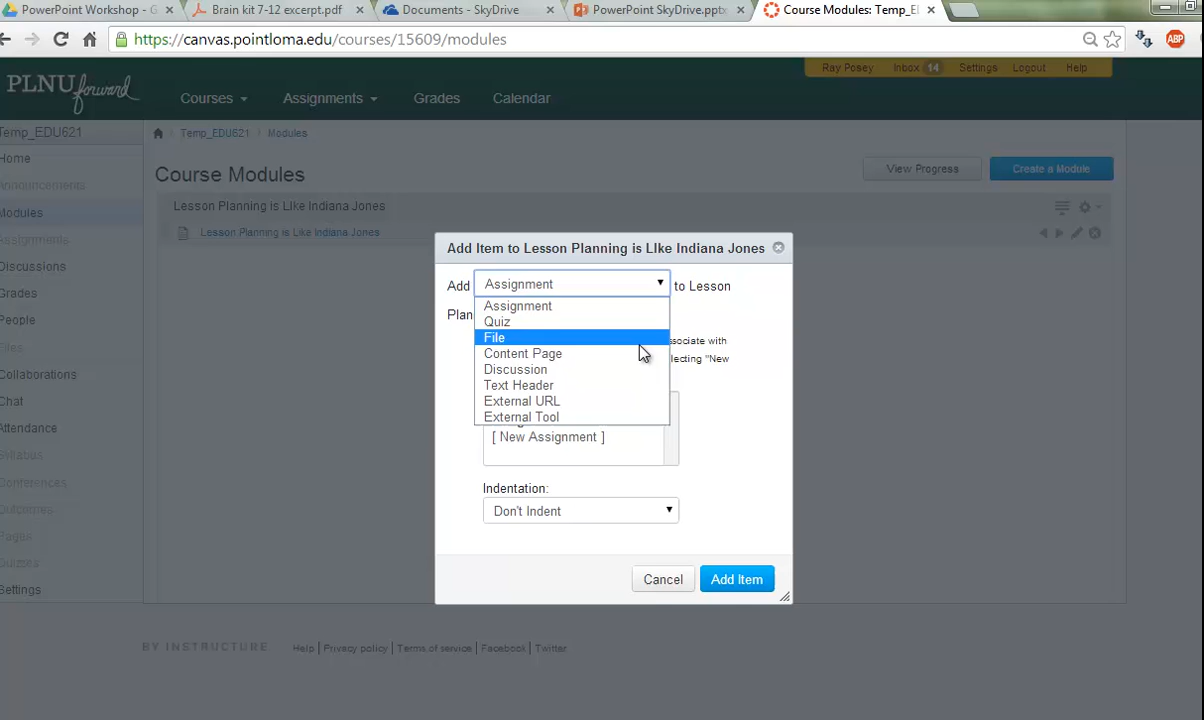 PowerPoint Workshop - G
Brain kit 7-12 excerpt.pdf
Documents - SkyDrive
PowerPoint SkyDrive.pptx
Course Modules: Temp_E
https://canvas.pointloma.edu/courses/15609/modules
ABP
PLNU forward
Courses
Assignments
Grades
Calendar
Ray Posey
Inbox 14
Settings
Logout
Help
Temp_EDU621
Home
Announcements
Modules
Assignments
Discussions
Grades
People
Files
Collaborations
Chat
Attendance
Syllabus
Conferences
Outcomes
Pages
Quizzes
Settings
Temp_EDU621
Modules
Course Modules
View Progress
Create a Module
Lesson Planning is LIke Indiana Jones
Lesson Planning is LIke Indiana Jones
Add Item to Lesson Planning is LIke Indiana Jones
Add Assignment to Lesson
Plan
Assignment
Quiz
File
Content Page
Discussion
Text Header
External URL
External Tool
ssociate with
lecting "New
[ New Assignment ]
Indentation:
Don't Indent
Cancel
Add Item
BY INSTRUCTURE
Help | Privacy policy | Terms of service | Facebook | Twitter